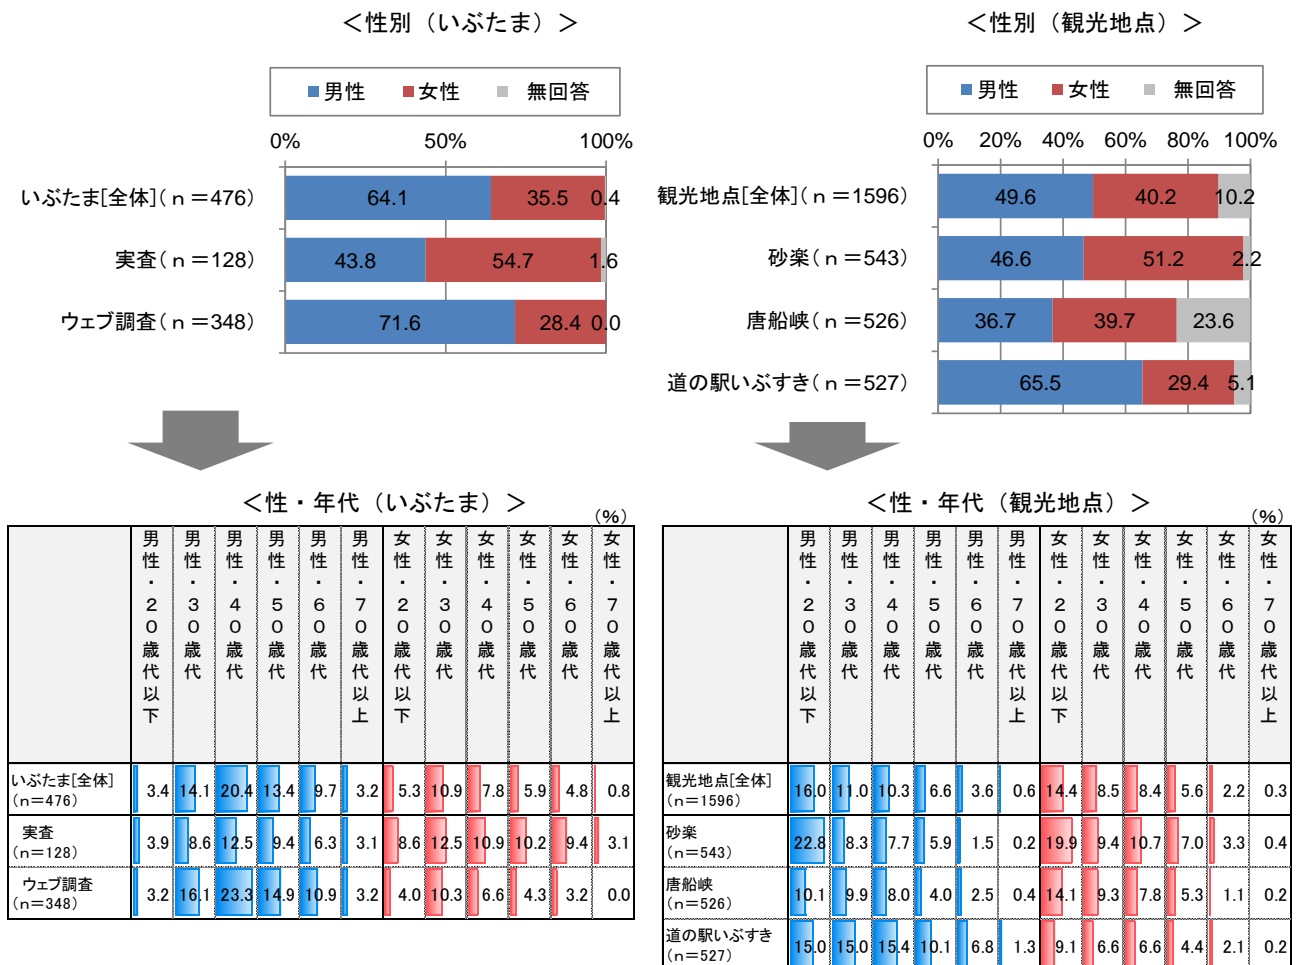 ＜性別（いぶたま）＞
■男性 ■女性 ■ 無回答
0% 50% 100%
いぶたま[全体](ｎ＝476) 64.1 35.5 0.4
実査(ｎ＝128) 43.8 54.7 1.6
ウェブ調査(ｎ＝348) 71.6 28.4 0.0
＜性別（観光地点）＞
■男性 ■女性 ■ 無回答
0% 20% 40% 60% 80% 100%
観光地点[全体](ｎ＝1596) 49.6 40.2 10.2
砂楽(ｎ＝543) 46.6 51.2 2.2
唐船峡(ｎ＝526) 36.7 39.7 23.6
道の駅いぶすき(ｎ＝527) 65.5 29.4 5.1
＜性・年代（いぶたま）＞
(%)
男性・２０歳代以下 男性・３０歳代 男性・４０歳代 男性・５０歳代 男性・６０歳代 男性・７０歳以上 女性・２０歳代以下 女性・３０歳代 女性・４０歳代 女性・５０歳代 女性・６０歳代 女性・７０歳以上
いぶたま[全体]
(n=476) 3.4 14.1 20.4 13.4 9.7 3.2 5.3 10.9 7.8 5.9 4.8 0.8
実査
(n=128) 3.9 8.6 12.5 9.4 6.3 3.1 8.6 12.5 10.9 10.2 9.4 3.1
ウェブ調査
(n=348) 3.2 16.1 23.3 14.9 10.9 3.2 4.0 10.3 6.6 4.3 3.2 0.0
＜性・年代（観光地点）＞
(%)
男性・２０歳代以下 男性・３０歳代 男性・４０歳代 男性・５０歳代 男性・６０歳代 男性・７０歳以上 女性・２０歳代以下 女性・３０歳代 女性・４０歳代 女性・５０歳代 女性・６０歳代 女性・７０歳以上
観光地点[全体]
(n=1596) 16.0 11.0 10.3 6.6 3.6 0.6 14.4 8.5 8.4 5.6 2.2 0.3
砂楽
(n=543) 22.8 8.3 7.7 5.9 1.5 0.2 19.9 9.4 10.7 7.0 3.3 0.4
唐船峡
(n=526) 10.1 9.9 8.0 4.0 2.5 0.4 14.1 9.3 7.8 5.3 1.1 0.2
道の駅いぶすき
(n=527) 15.0 15.0 15.4 10.1 6.8 1.3 9.1 6.6 6.6 4.4 2.1 0.2